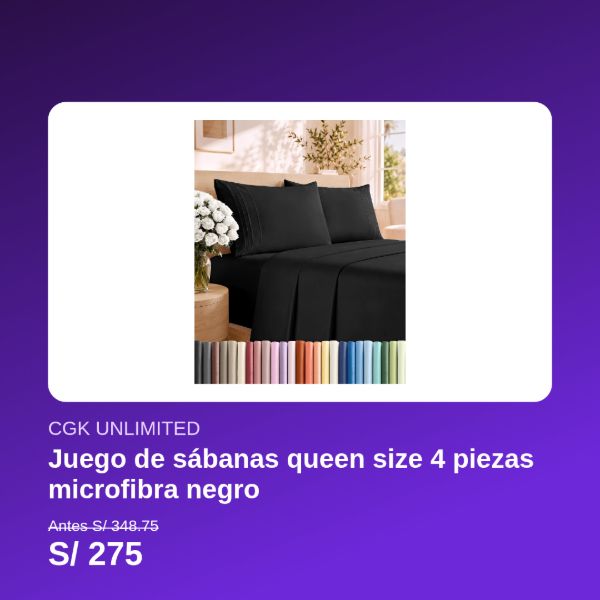 CGK UNLIMITED
Juego de sábanas queen size 4 piezas
microfibra negro
Antes S/ 348.75
S/ 275